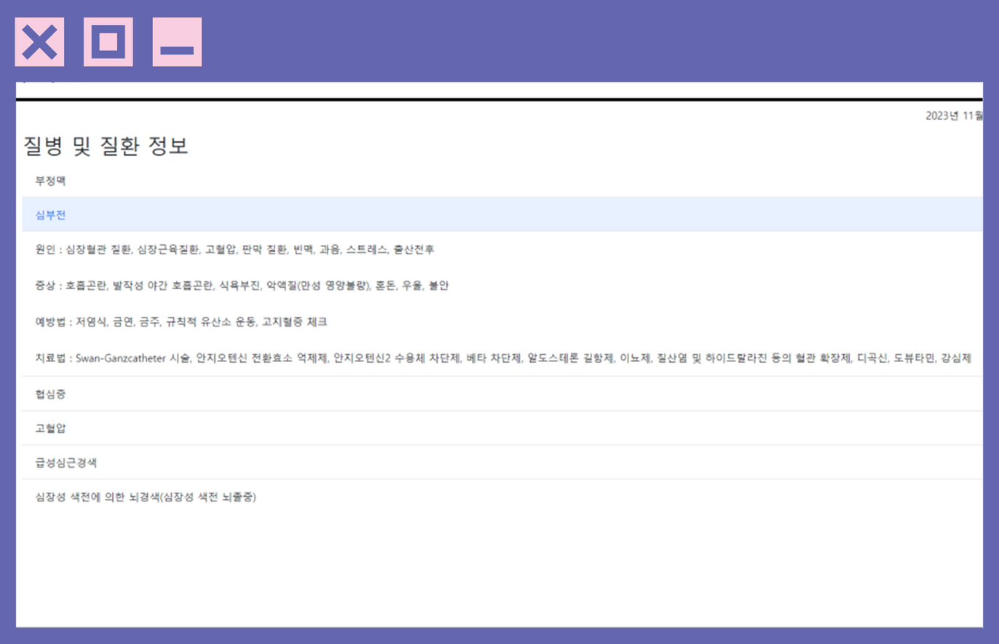 2023년 11월
질병 및 질환 정보
부정맥
심부전
원인 : 심장혈관 질환, 심장근육질환, 고혈압, 판막 질환, 빈맥, 과음, 스트레스, 출산전후
증상 : 호흡곤란, 발작성 야간 호흡곤란, 식욕부진, 악액질(만성 영양불량), 혼돈, 우울, 불안
예방법 : 저염식, 금연, 금주, 규칙적 유산소 운동, 고지혈증 체크
치료법 : Swan-Ganzcatheter 시술, 안지오텐신 전환효소 억제제, 안지오텐신2 수용체 차단제, 베타 차단제, 알도스테론 길항제, 이뇨제, 질산염 및 하이드랄라진 등의 혈관 확장제, 디곡신, 도뷰타민, 강심제
협심증
고혈압
급성심근경색
심장성 색전에 의한 뇌경색(심장성 색전 뇌졸중)